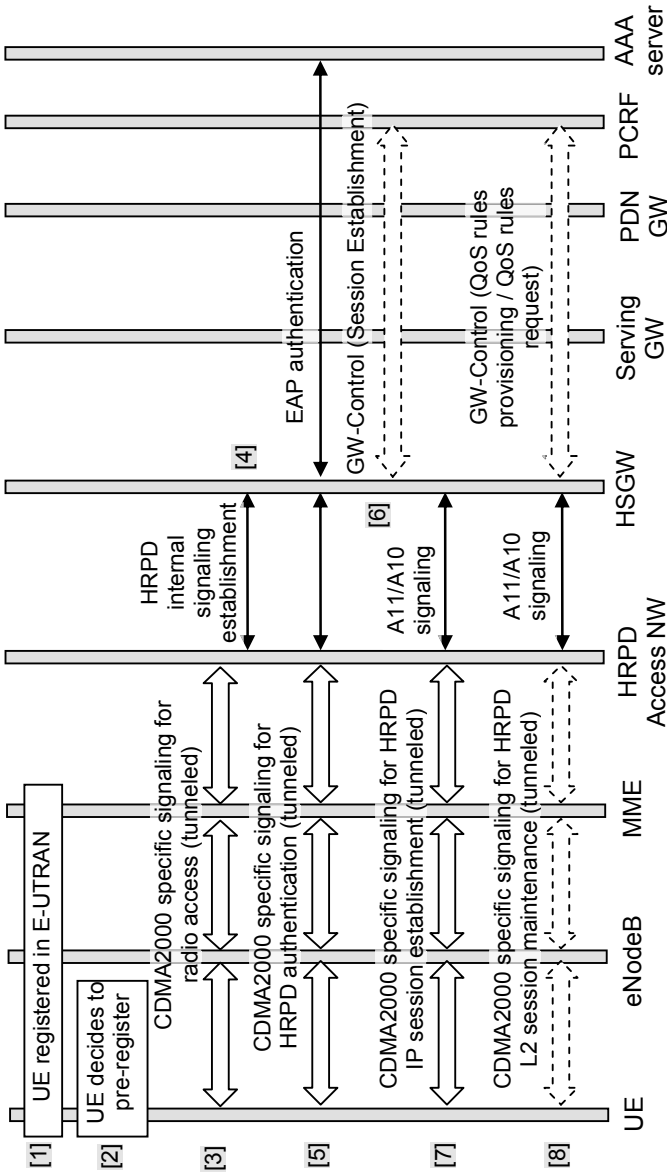 [1]
UE registered in E-UTRAN
[2]
UE decides to
pre-register
[3]
CDMA2000 specific signaling for
radio access (tunneled)
HRPD
internal
signaling
establishment
[4]
[5]
CDMA2000 specific signaling for
HRPD authentication (tunneled)
EAP authentication
[6]
GW-Control (Session Establishment)
[7]
CDMA2000 specific signaling for HRPD
IP session establishment (tunneled)
A11/A10
signaling
[8]
CDMA2000 specific signaling for HRPD
L2 session maintenance (tunneled)
A11/A10
signaling
GW-Control (QoS rules
provisioning / QoS rules
request)
UE
eNodeB
MME
HRPD
Access NW
HSGW
Serving
GW
PDN
GW
PCRF
AAA
server